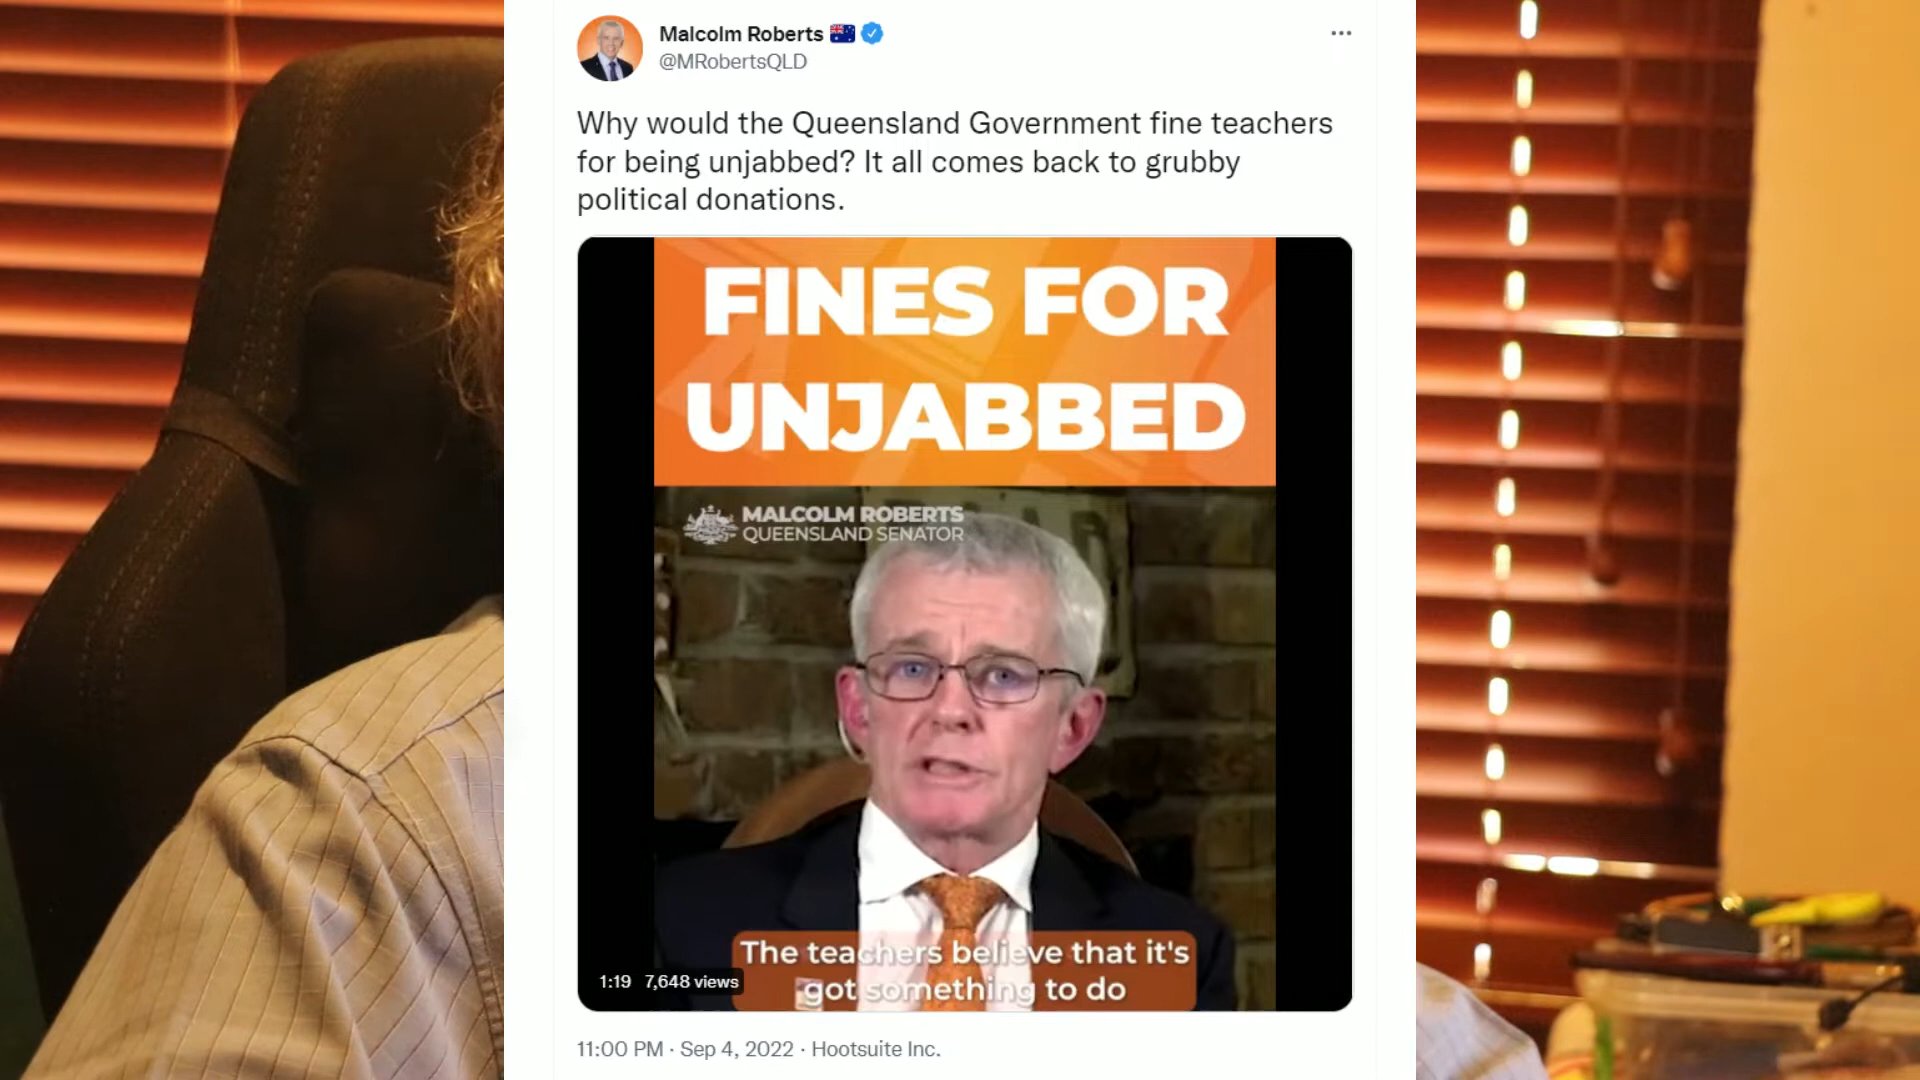 Malcolm Roberts
@MRobertsQLD
Why would the Queensland Government fine teachers
for being unjabbed? It all comes back to grubby
political donations.
FINES FOR
UNJABBED
MALCOLM ROBERTS
QUEENSLAND SENATOR
The teachers believe that it's
got something to do
1:19 7,648 views
11:00 PM · Sep 4, 2022 · Hootsuite Inc.